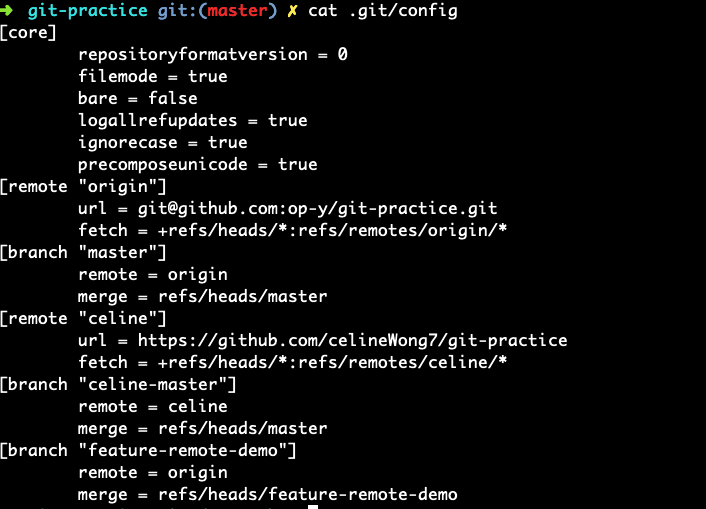 ➜ git-practice git:(master) ✗ cat .git/config
[core]
        repositoryformatversion = 0
        filemode = true
        bare = false
        logallrefupdates = true
        ignorecase = true
        precomposeunicode = true
[remote "origin"]
        url = git@github.com:op-y/git-practice.git
        fetch = +refs/heads/*:refs/remotes/origin/*
[branch "master"]
        remote = origin
        merge = refs/heads/master
[remote "celine"]
        url = https://github.com/celineWong7/git-practice
        fetch = +refs/heads/*:refs/remotes/celine/*
[branch "celine-master"]
        remote = celine
        merge = refs/heads/master
[branch "feature-remote-demo"]
        remote = origin
        merge = refs/heads/feature-remote-demo